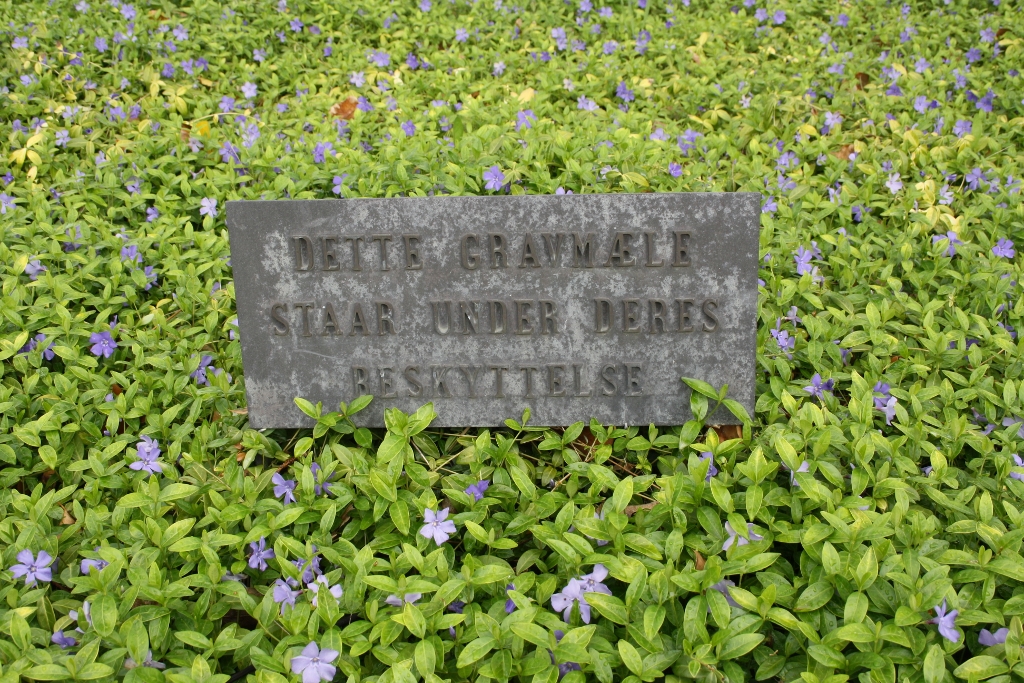 DETTE GRAVMÆLE
STAAR UNDER DERES
BESKYTTELSE